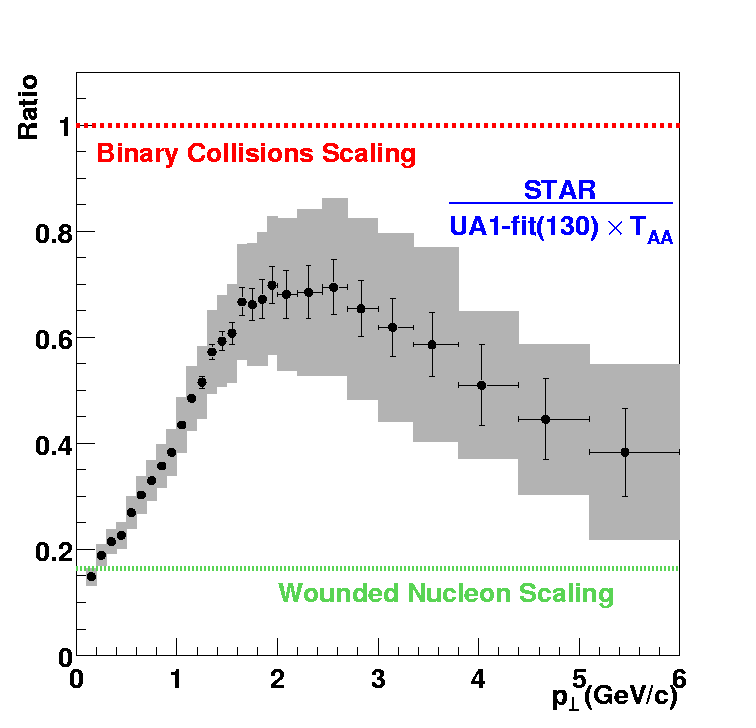 Ratio
1
0.8
0.6
0.4
0.2
0
Binary Collisions Scaling
STAR
UA1-fit(130) × T_AA
Wounded Nucleon Scaling
0 1 2 3 4 5 6
p⊥(GeV/c)